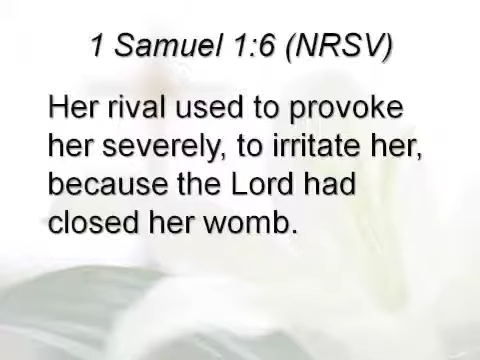 1 Samuel 1:6 (NRSV)
Her rival used to provoke
her severely, to irritate her,
because the Lord had
closed her womb.